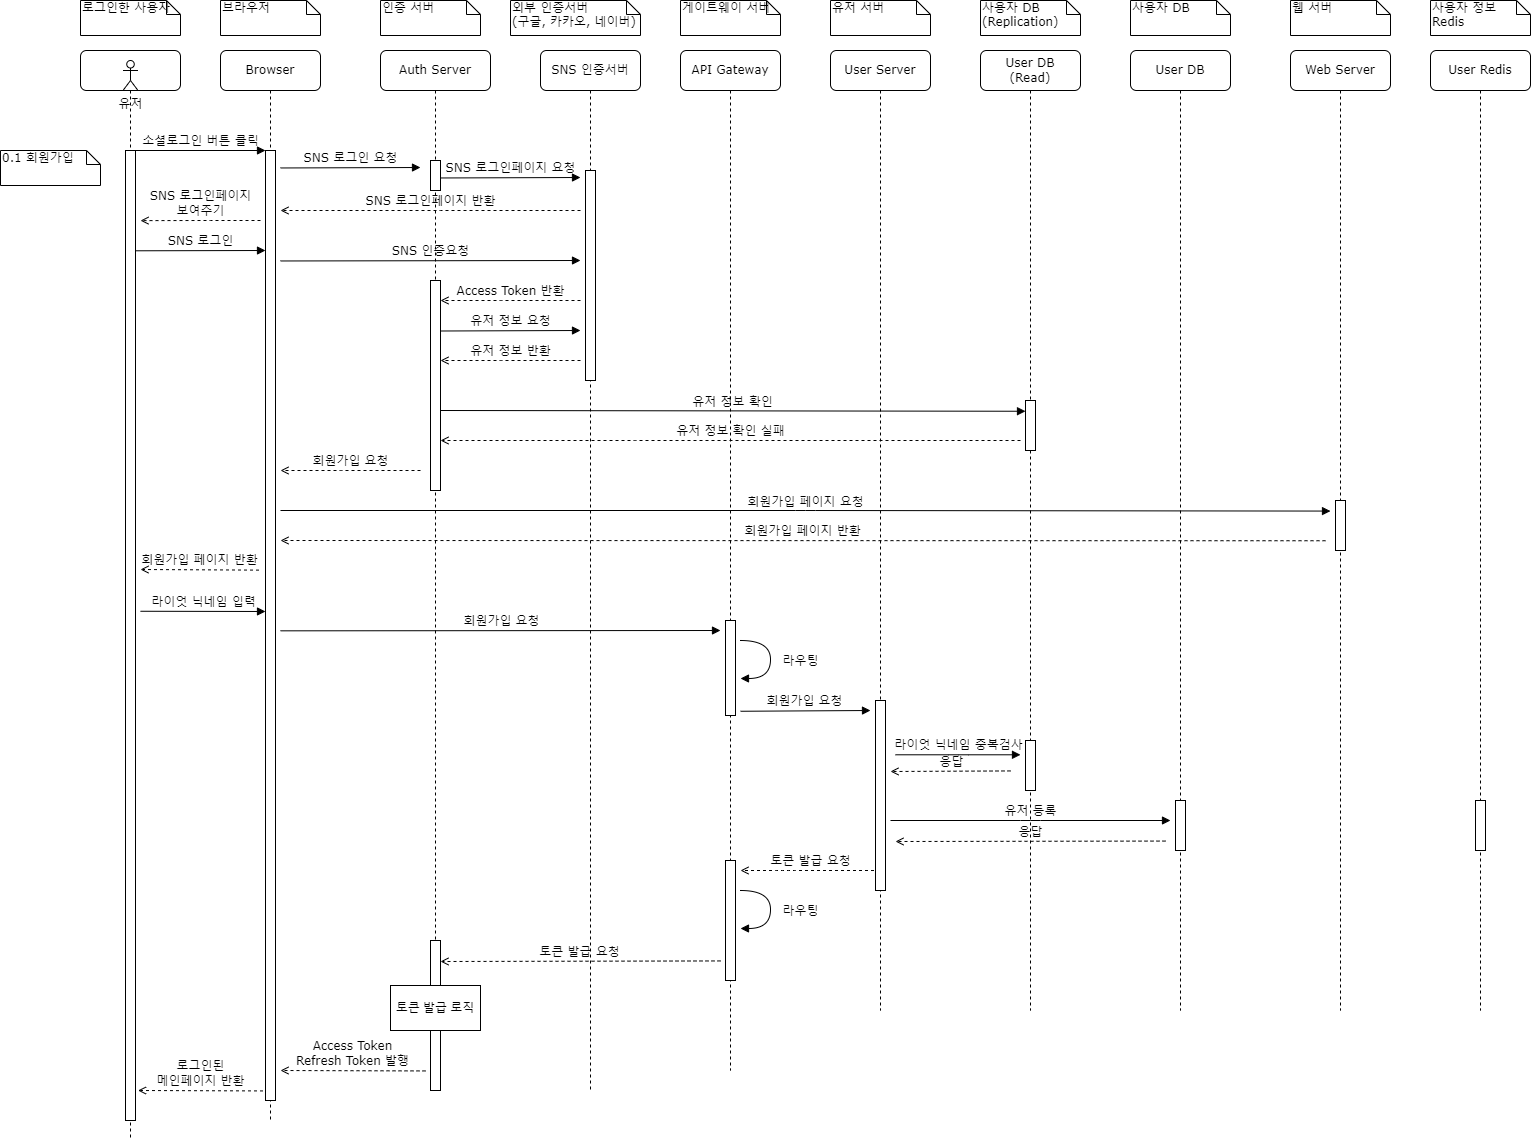 로그인한 사용자
브라우저
인증 서버
외부 인증서버
(구글, 카카오, 네이버)
게이트웨이 서버
유저 서버
사용자 DB
(Replication)
사용자 DB
웹 서버
사용자 정보
Redis
유저
Browser
Auth Server
SNS 인증서버
API Gateway
User Server
User DB
(Read)
User DB
Web Server
User Redis
0.1 회원가입
소셜로그인 버튼 클릭
SNS 로그인 요청
SNS 로그인페이지 요청
SNS 로그인페이지
보여주기
SNS 로그인페이지 반환
SNS 로그인
SNS 인증요청
Access Token 반환
유저 정보 요청
유저 정보 반환
유저 정보 확인
유저 정보 확인 실패
회원가입 요청
회원가입 페이지 요청
회원가입 페이지 반환
회원가입 페이지 반환
라이엇 닉네임 입력
회원가입 요청
라우팅
회원가입 요청
라이엇 닉네임 중복검사
응답
유저 등록
응답
토큰 발급 요청
라우팅
토큰 발급 요청
토큰 발급 로직
Access Token
Refresh Token 발행
로그인된
메인페이지 반환